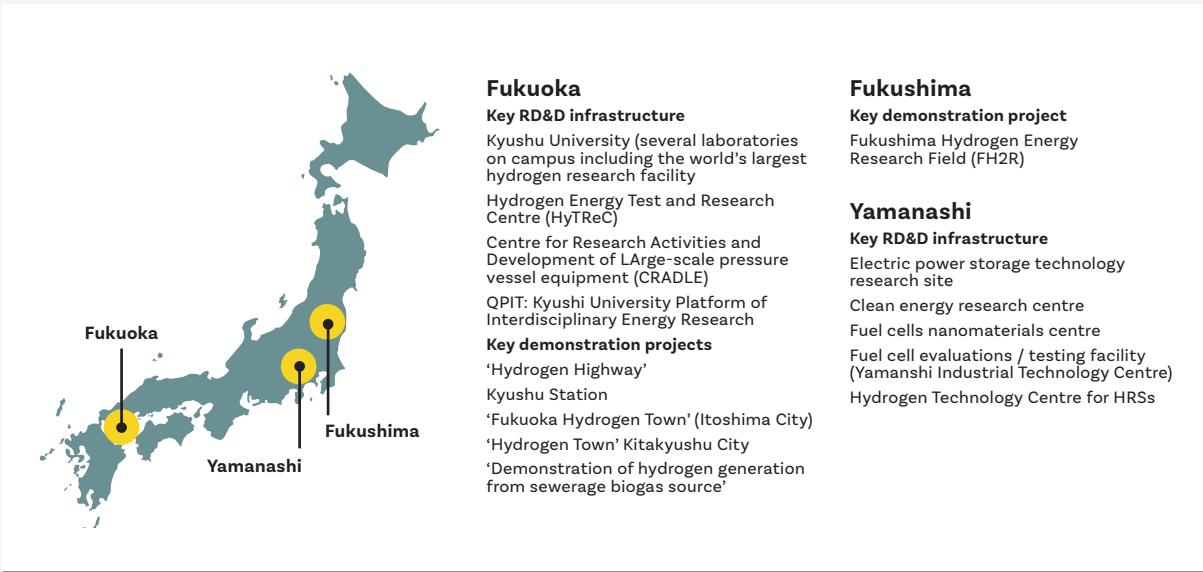 Fukuoka
Yamanashi
Fukushima
Fukuoka
Key RD&D infrastructure
Kyushu University (several laboratories
on campus including the world's largest
hydrogen research facility
Hydrogen Energy Test and Research
Centre (HyTReC)
Centre for Research Activities and
Development of LArge-scale pressure
vessel equipment (CRADLE)
QPIT: Kyushi University Platform of
Interdisciplinary Energy Research
Key demonstration projects
‘Hydrogen Highway’
Kyushu Station
‘Fukuoka Hydrogen Town’ (Itoshima City)
‘Hydrogen Town’ Kitakyushu City
‘Demonstration of hydrogen generation
from sewerage biogas source’
Fukushima
Key demonstration project
Fukushima Hydrogen Energy
Research Field (FH2R)
Yamanashi
Key RD&D infrastructure
Electric power storage technology
research site
Clean energy research centre
Fuel cells nanomaterials centre
Fuel cell evaluations / testing facility
(Yamanshi Industrial Technology Centre)
Hydrogen Technology Centre for HRSs